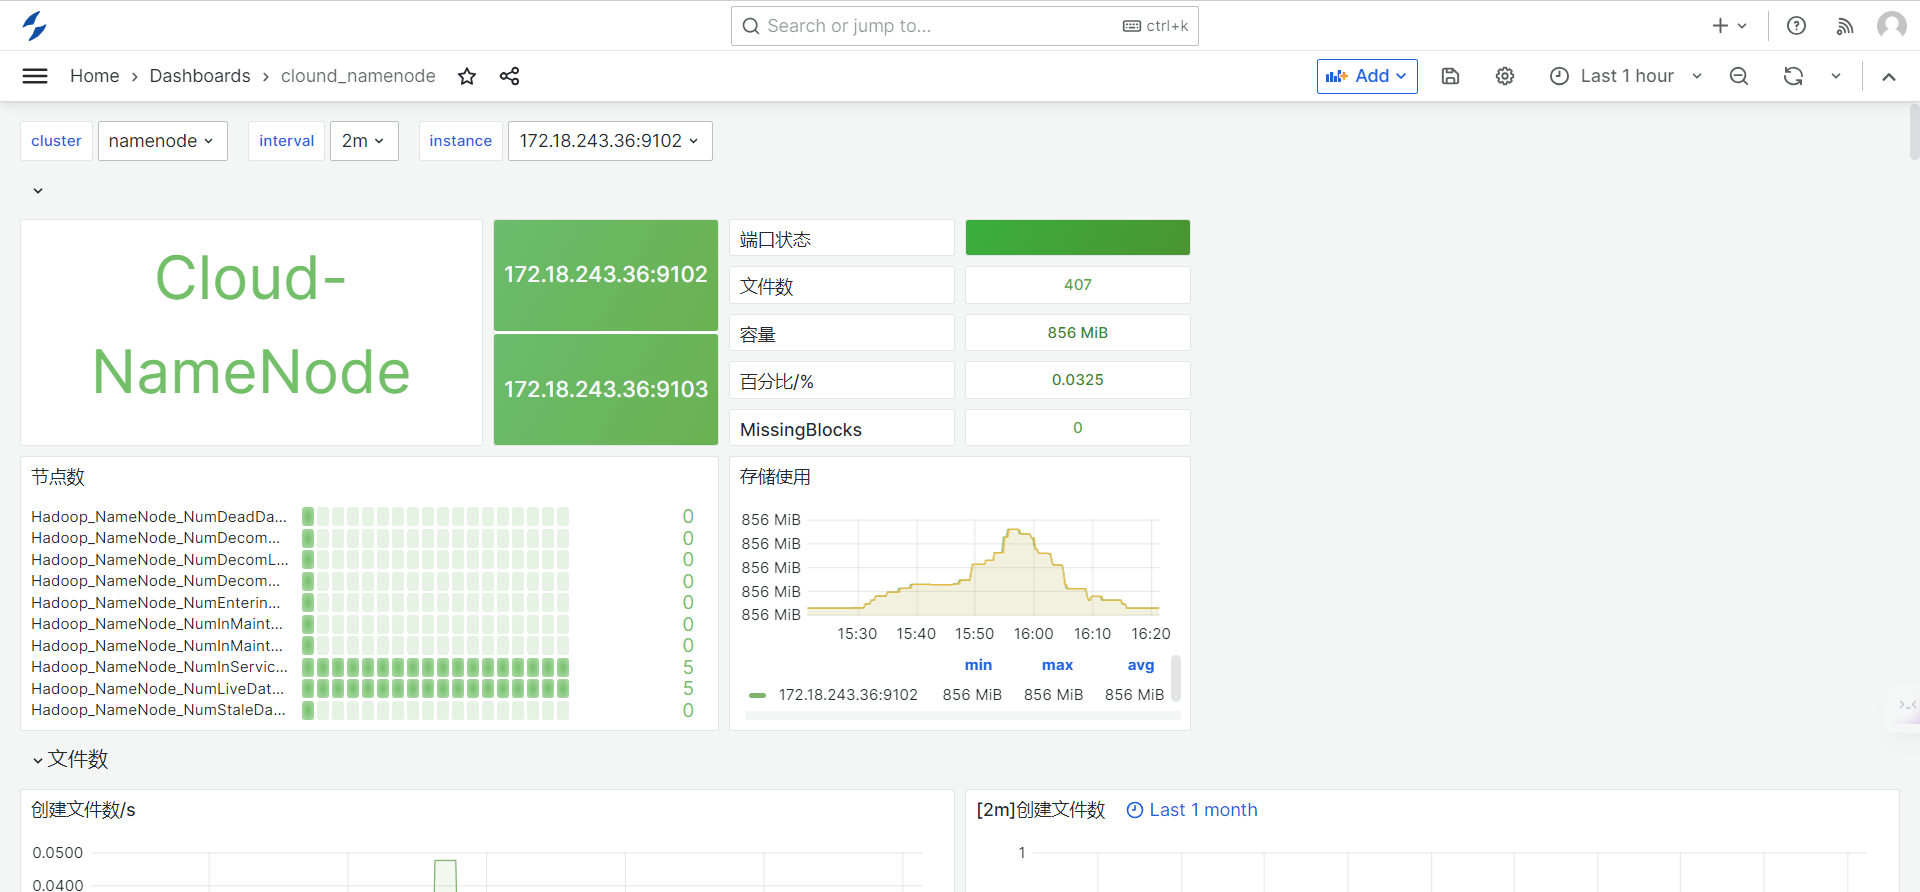 Search or jump to...
ctrl+k
Home › Dashboards › clound_namenode
Add
Last 1 hour
cluster namenode interval 2m instance 172.18.243.36:9102
Cloud-
NameNode
172.18.243.36:9102
172.18.243.36:9103
端口状态
文件数 407
容量 856 MiB
百分比/% 0.0325
MissingBlocks 0
节点数
Hadoop_NameNode_NumDeadDa... 0
Hadoop_NameNode_NumDecom... 0
Hadoop_NameNode_NumDecomL... 0
Hadoop_NameNode_NumDecom... 0
Hadoop_NameNode_NumEnterin... 0
Hadoop_NameNode_NumInMaint... 0
Hadoop_NameNode_NumInMaint... 0
Hadoop_NameNode_NumInServic... 5
Hadoop_NameNode_NumLiveDat... 5
Hadoop_NameNode_NumStaleDa... 0
存储使用
856 MiB
856 MiB
856 MiB
856 MiB
856 MiB
15:30 15:40 15:50 16:00 16:10 16:20
min max avg
172.18.243.36:9102 856 MiB 856 MiB 856 MiB
文件数
创建文件数/s
0.0500
0.0400
[2m]创建文件数 Last 1 month
1